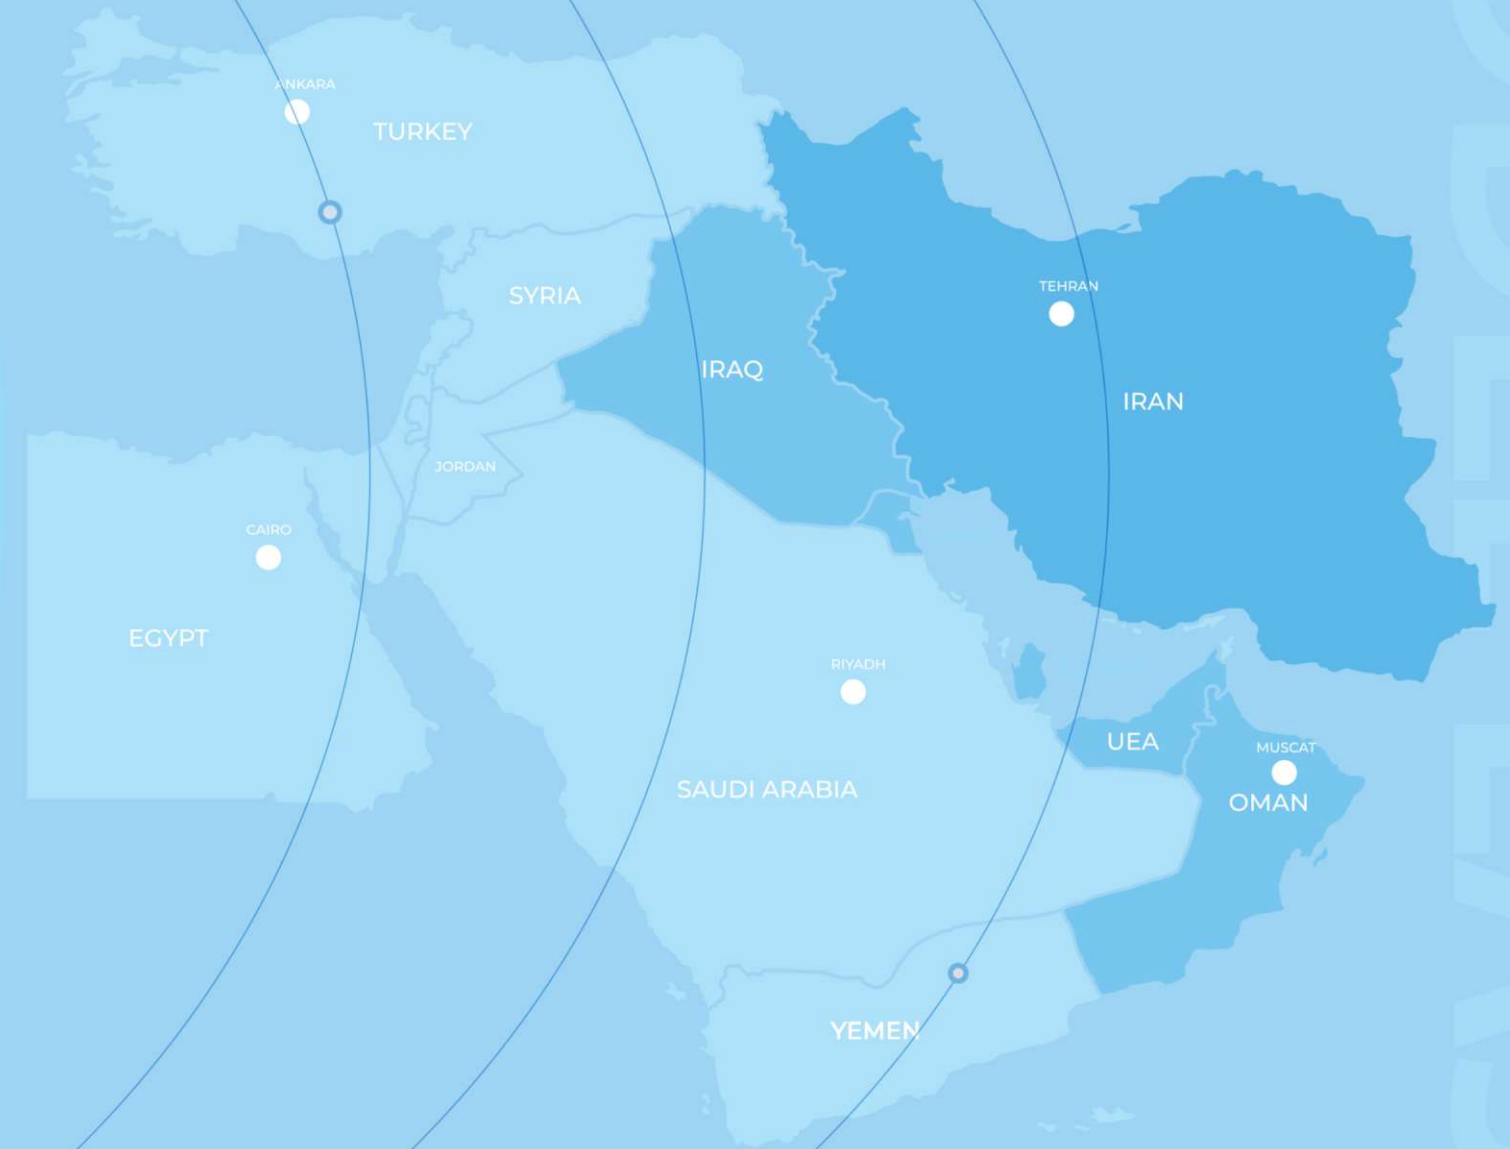 ANKARA
TURKEY
TEHRAN
SYRIA
IRAQ
IRAN
JORDAN
CAIRO
EGYPT
RIYADH
UEA
MUSCAT
SAUDI ARABIA
OMAN
YEMEN